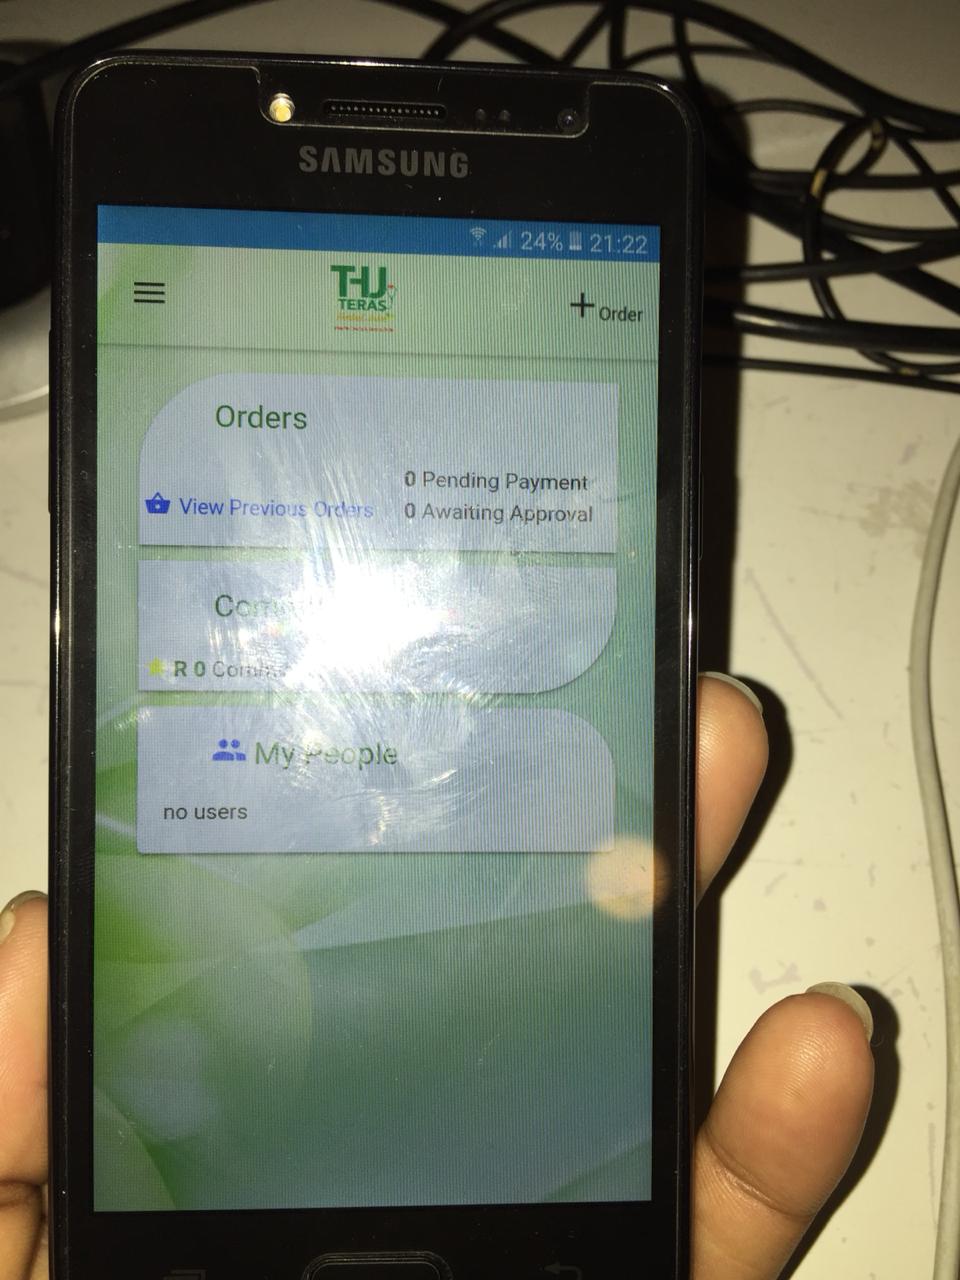 SAMSUNG
24% 21:22
THJ
TERAS
Order
Orders
0 Pending Payment
View Previous Orders
0 Awaiting Approval
R 0
My People
no users